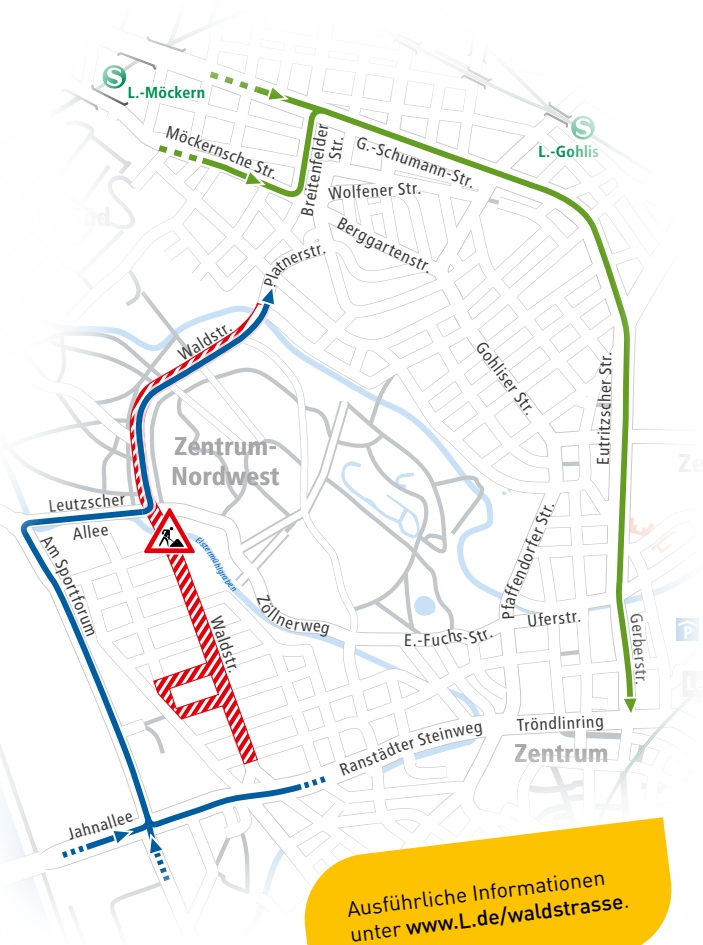 S
L.-Möckern
S
L.-Gohlis
Möckernsche Str.
Breitenfelder
Str.
G.-Schumann-Str.
Wolfener Str.
Berggartenstr.
Platnerstr.
Waldstr.
Gohliser Str.
Eutritzscher Str.
Zentrum-
Nordwest
Leutzscher
Allee
Am Sportforum
Elstermühlgraben
Waldstr.
Zöllnerweg
Pfaffendorfer Str.
E.-Fuchs-Str.
Uferstr.
Gerberstr.
P
Tröndlinring
Zentrum
Ranstädter Steinweg
Jahnallee
Ausführliche Informationen
unter www.L.de/waldstrasse.